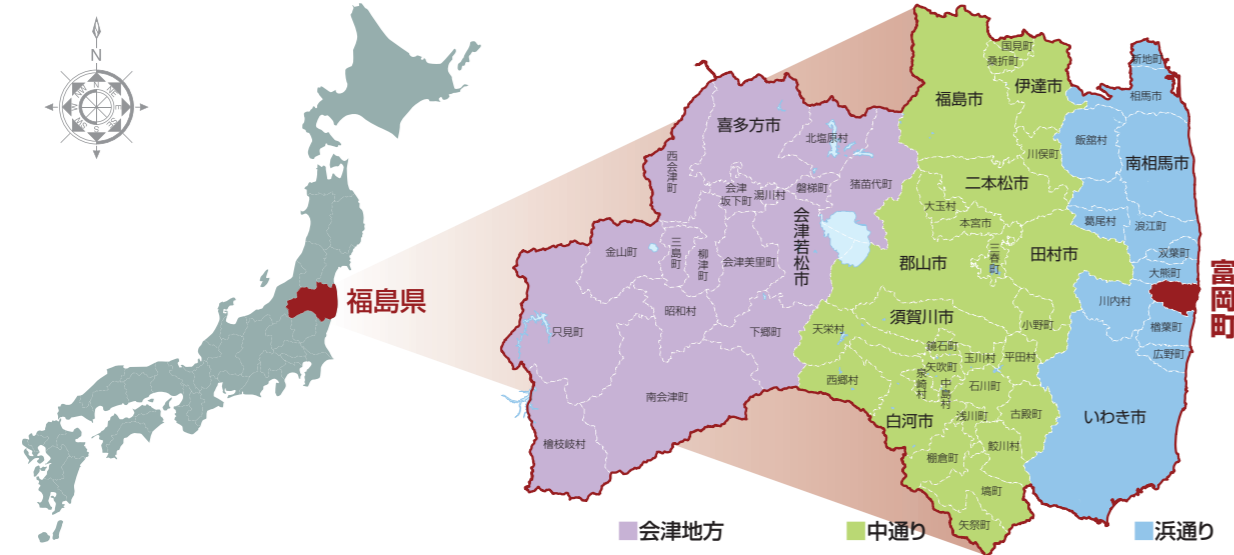 N
福島県
富岡町
喜多方市
北塩原村
西会津町
会津坂下町
湯川村
磐梯町
猪苗代町
会津若松市
金山町
三島町
柳津町
会津美里町
昭和村
只見町
下郷町
南会津町
檜枝岐村
国見町
桑折町
福島市
伊達市
川俣町
二本松市
大玉村
本宮市
三春町
田村市
郡山市
須賀川市
天栄村
小野町
鏡石町
玉川村
平田村
矢吹町
泉崎村
中島村
石川町
西郷村
白河市
浅川町
古殿町
鮫川村
棚倉町
塙町
矢祭町
新地町
相馬市
飯舘村
南相馬市
葛尾村
浪江町
双葉町
大熊町
川内村
楢葉町
広野町
いわき市
会津地方
中通り
浜通り